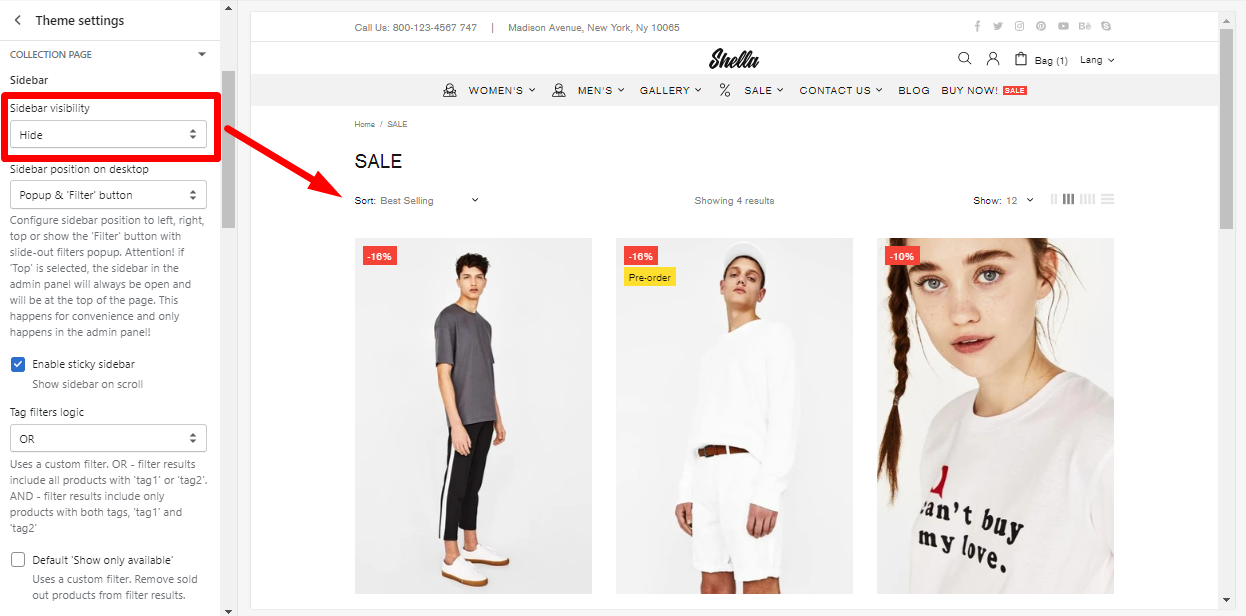 Theme settings
COLLECTION PAGE
Sidebar
Sidebar visibility
Hide
Sidebar position on desktop
Popup & 'Filter' button
Configure sidebar position to left, right,
top or show the 'Filter' button with
slide-out filters popup. Attention! if
'Top' is selected, the sidebar in the
admin panel will always be open and
will be at the top of the page. This
happens for convenience and only
happens in the admin panel!
Enable sticky sidebar
Show sidebar on scroll
Tag filters logic
OR
Uses a custom filter. OR - filter results
include all products with 'tag1' or 'tag2'.
AND - filter results include only
products with both tags, 'tag1' and
'tag2'
Default 'Show only available'
Uses a custom filter. Remove sold
out products from filter results.
Call Us: 800-123-4567 747 | Madison Avenue, New York, Ny 10065
Bē
Shella
Bag (1) Lang
WOMEN'S MEN'S GALLERY % SALE CONTACT US BLOG BUY NOW! SALE
Home / SALE
SALE
Sort: Best Selling Showing 4 results Show: 12
-16%
-16%
Pre-order
-10%
can't buy
my love.